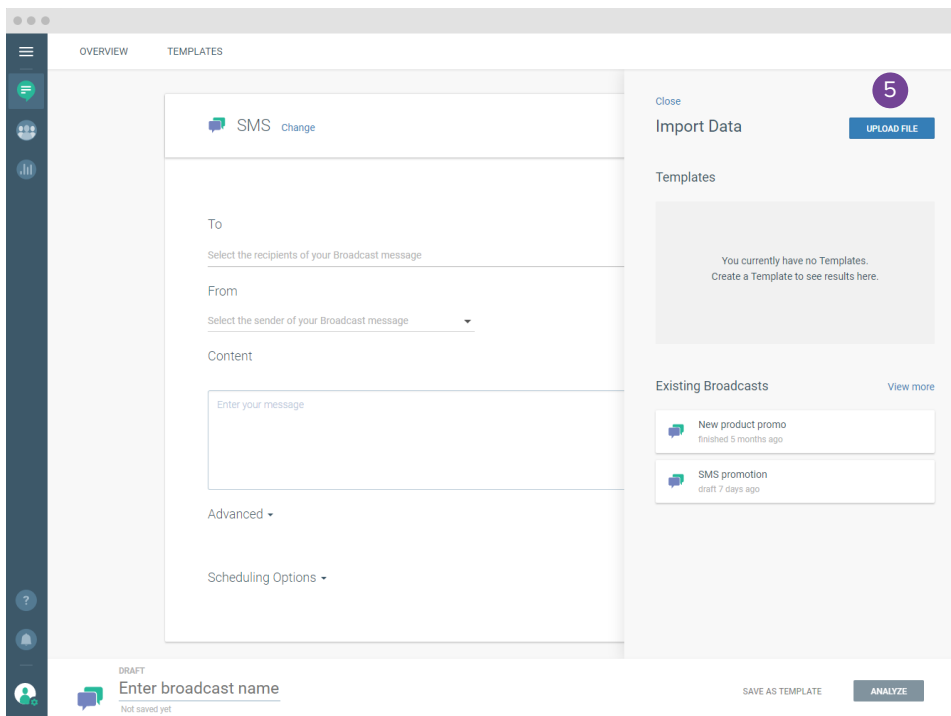 OVERVIEW TEMPLATES
SMS Change
To
Select the recipients of your Broadcast message
From
Select the sender of your Broadcast message
Content
Enter your message
Advanced
Scheduling Options
5
Close
Import Data UPLOAD FILE
Templates
You currently have no Templates.
Create a Template to see results here.
Existing Broadcasts View more
New product promo
finished 5 months ago
SMS promotion
draft 7 days ago
?
DRAFT
Enter broadcast name
Not saved yet
SAVE AS TEMPLATE ANALYZE